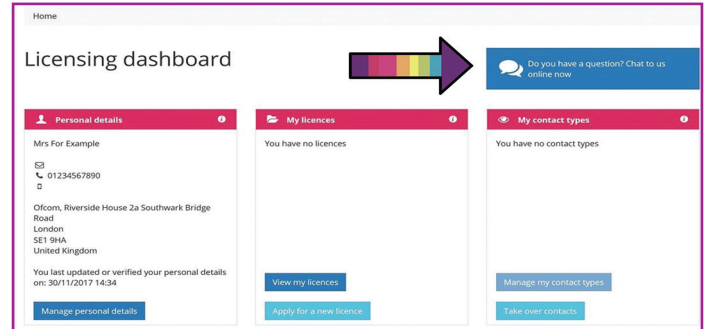 Home
Licensing dashboard
Do you have a question? Chat to us
online now
Personal details
Mrs For Example
01234567890
Ofcom, Riverside House 2a Southwark Bridge
Road
London
SE1 9HA
United Kingdom
You last updated or verified your personal details
on: 30/11/2017 14:34
Manage personal details
My licences
You have no licences
View my licences
Apply for a new licence
My contact types
You have no contact types
Manage my contact types
Take over contacts